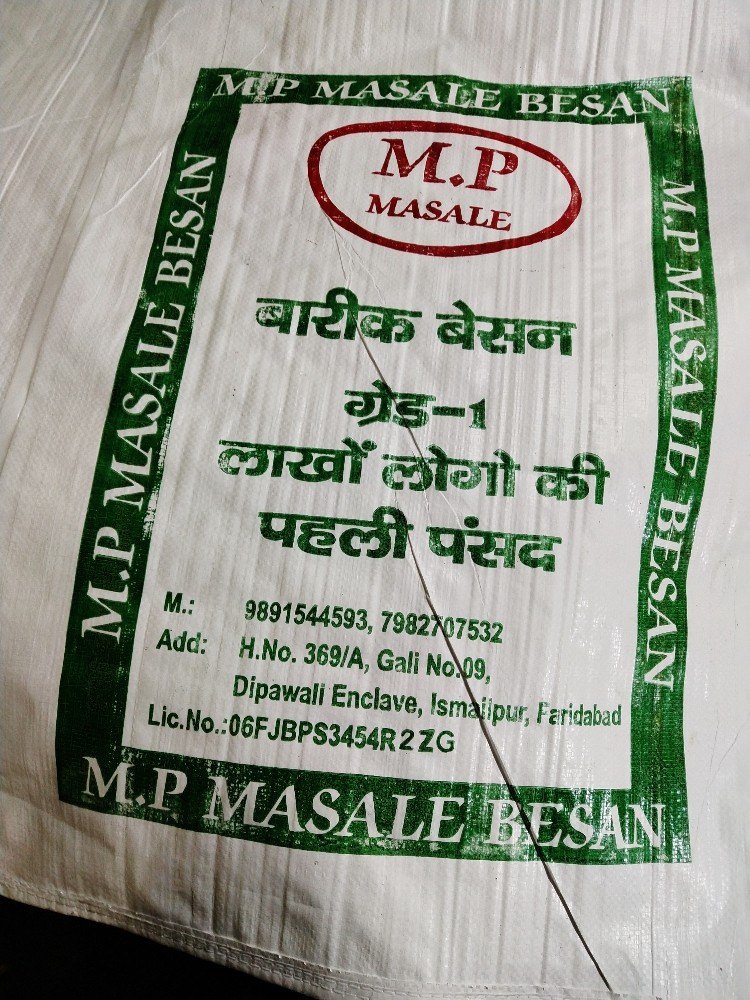 M.P MASALE BESAN
M.P
MASALE
M.P MASALE BESAN
M.P MASALE BESAN
बारीक बेसन
ग्रेड-1
लाखों लोगो की
पहली पंसद
M.: 9891544593, 7982707532
Add: H.No. 369/A, Gali No.09,
Dipawali Enclave, Ismailpur, Faridabad
Lic.No.:06FJBPS3454R2ZG
M.P MASALE BESAN